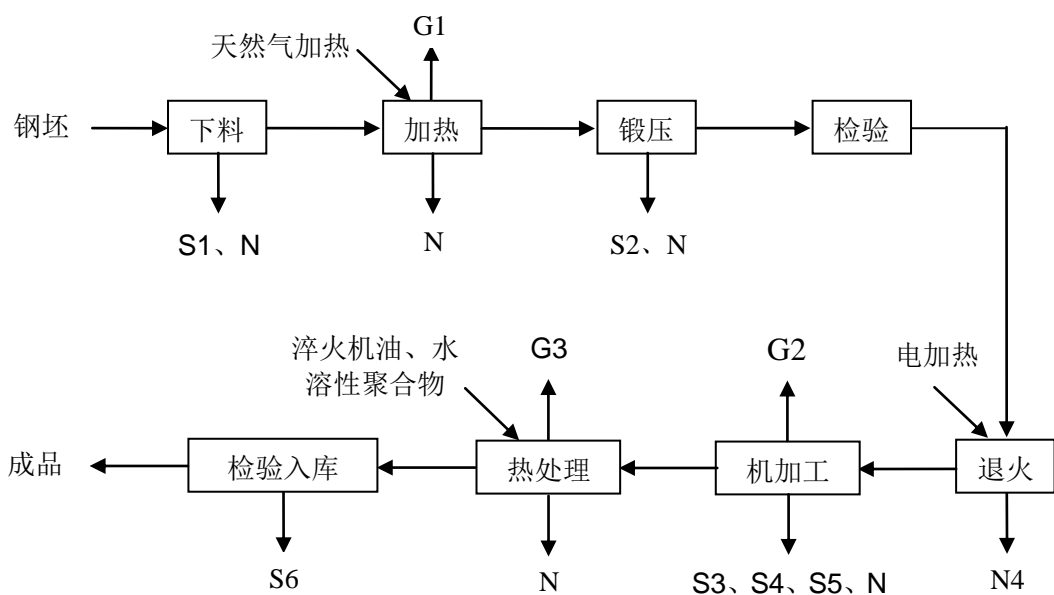 天然气加热
G1
钢坯
下料
加热
锻压
检验
S1、N
N
S2、N
淬火机油、水
溶性聚合物
G3
G2
电加热
成品
检验入库
热处理
机加工
退火
S6
N
S3、S4、S5、N
N4